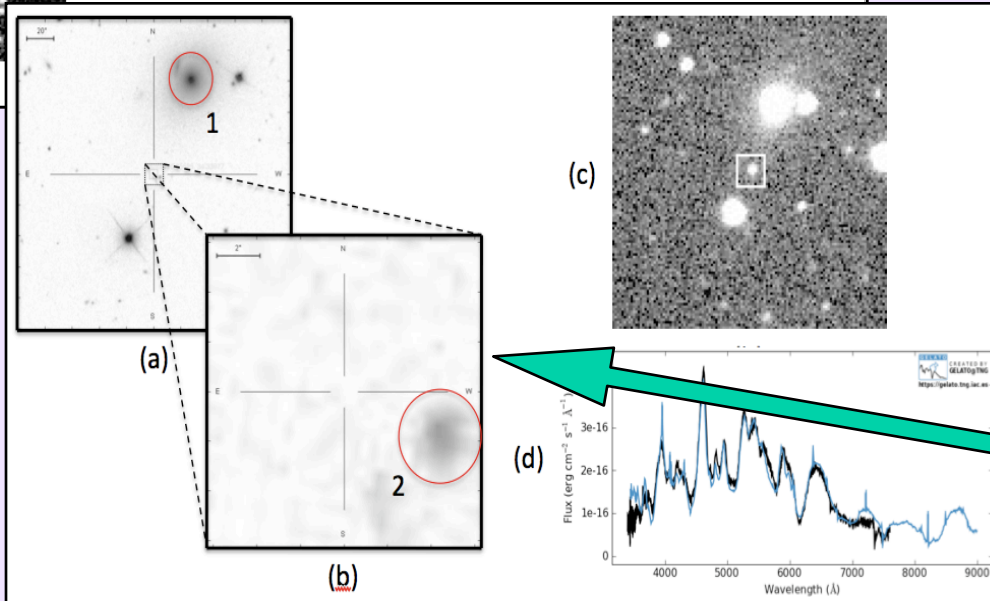 20"
N
1
E
W
S
(a)
2"
N
E
W
2
S
(b)
(c)
(d)
GELATO
CREATED BY
GELATO@TNG
https://gelato.tng.iac.es
Flux (erg cm⁻² s⁻¹ Å⁻¹)
3e-16
2e-16
1e-16
0
4000 5000 6000 7000 8000 9000
Wavelength (Å)